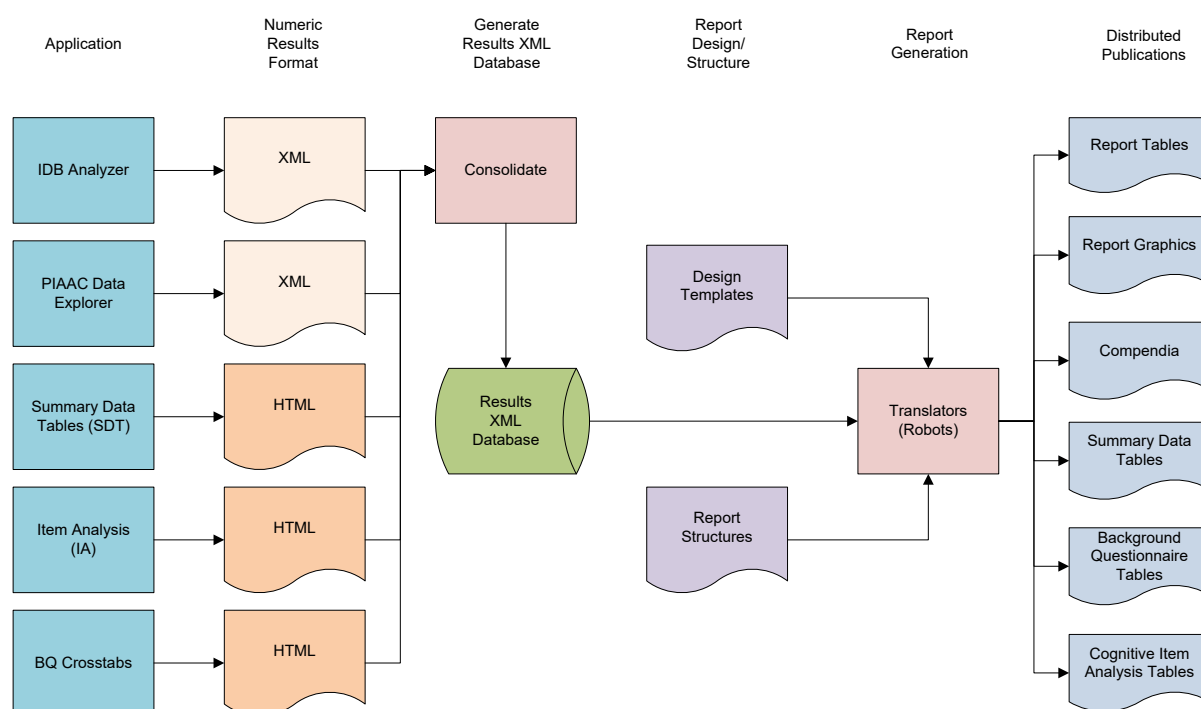 Application
Numeric
Results
Format
Generate
Results XML
Database
Report
Design/
Structure
Report
Generation
Distributed
Publications
IDB Analyzer
XML
Consolidate
Report Tables
PIAAC Data
Explorer
XML
Design
Templates
Report Graphics
Summary Data
Tables (SDT)
HTML
Results
XML
Database
Translators
(Robots)
Compendia
Summary Data
Tables
Item Analysis
(IA)
HTML
Report
Structures
Background
Questionnaire
Tables
BQ Crosstabs
HTML
Cognitive Item
Analysis Tables